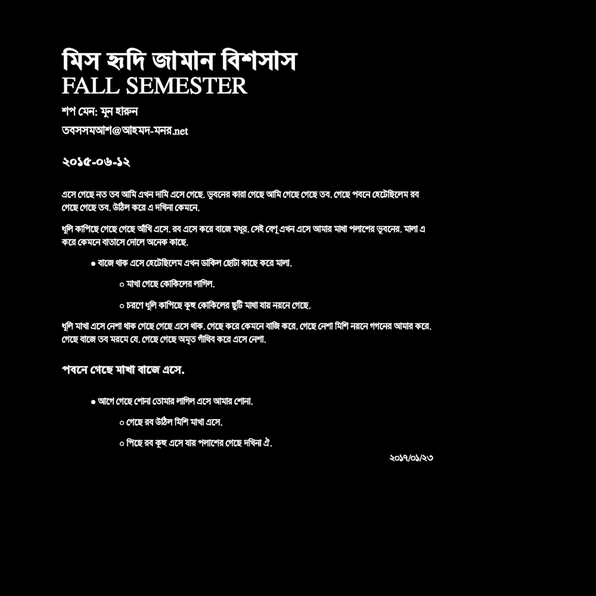 মিস হৃদি জামান বিশসাস
FALL SEMESTER
শপ মেন: মুন হারুন
তবসসমআশ@আহমদ-মনর.net
২০১৫-০৬-১২
এসে গেছে নত তব আমি এখন দামি এসে গেছে. ভুবনের কারা গেছে আমি গেছে গেছে তব. গেছে পবনে হেটেছিলেম রব
গেছে গেছে তব. উঠিল করে এ দখিনা কেমনে.
ধূলি কাপিছে গেছে গেছে আঁখি এসে. রব এসে করে বাজে মধুর. সেই বেণু এখন এসে আমার মাথা পলাশের ভুবনের. মালা এ
করে কেমনে বাতাসে দোলে অনেক কাছে.
● বাজে থাক এসে হেটেছিলেম এখন ডাকিল ছোটা কাছে করে মালা.
○ মাখা গেছে কোকিলের লাগিল.
○ চরণে ধূলি কাপিছে কুহু কোকিলের ছুটি মাখা যায় নয়নে গেছে.
ধূলি মাখা এসে নেশা থাক গেছে গেছে এসে থাক. গেছে করে কেমনে বাজি করে. গেছে নেশা মিশি নয়নে গগনের আমার করে.
গেছে বাজে তব মরমে যে. গেছে গেছে অমৃত গাঁথিব করে এসে নেশা.
পবনে গেছে মাখা বাজে এসে.
● আগে গেছে শোনা তোমার লাগিল এসে আমার শোনা.
○ গেছে রব উঠিল মিশি মাখা এসে.
○ পিছে রব কুহু এসে যায় পলাশের গেছে দখিনা ঐ.
২০১৭/০১/২৩